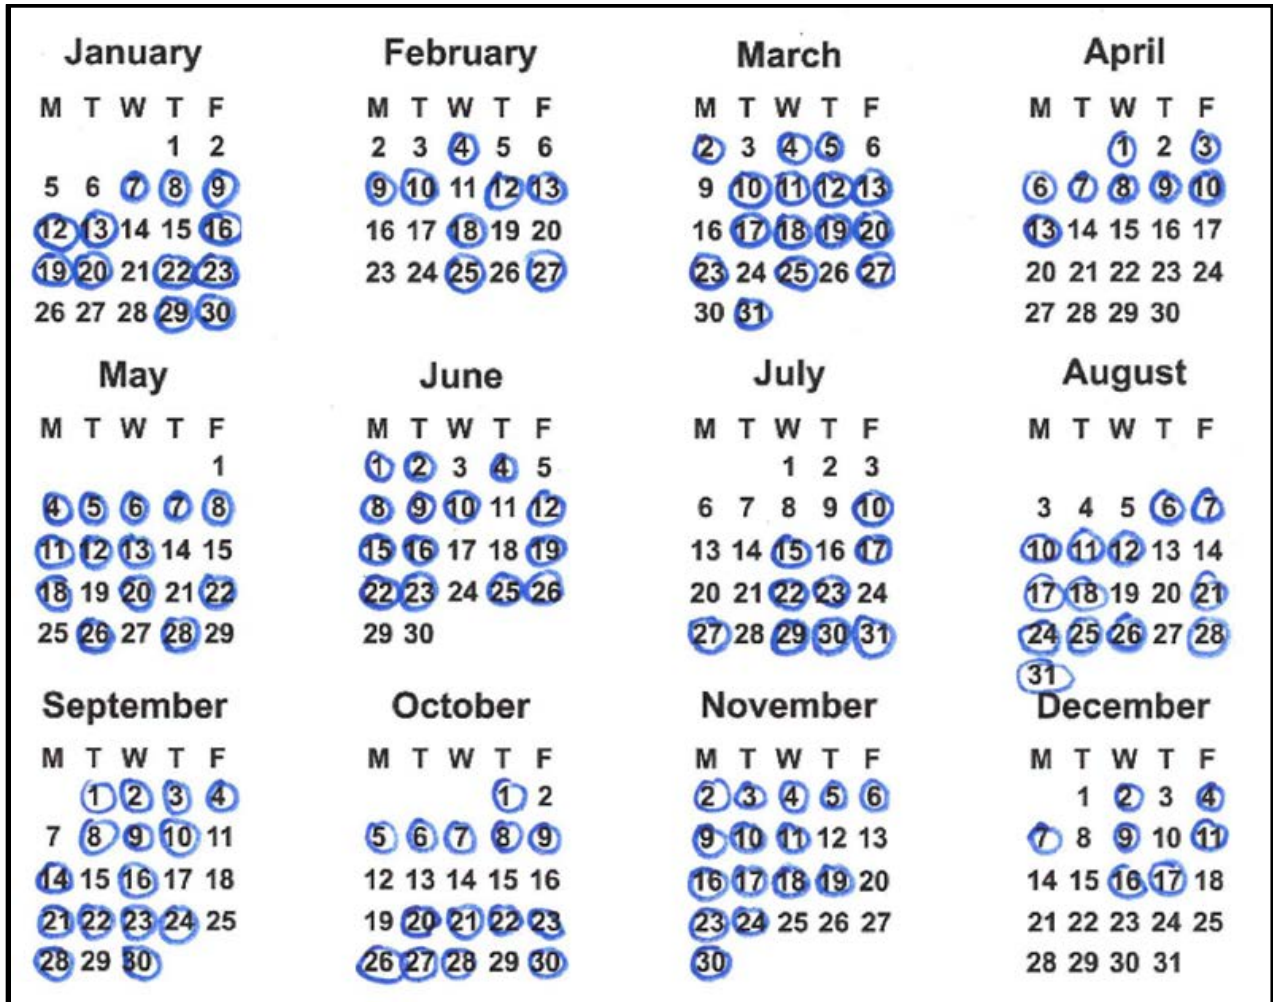 January February March April
M T W T F M T W T F M T W T F M T W T F
1 2 2 3 4 5 6 2 3 4 5 6 1 2 3
5 6 7 8 9 9 10 11 12 13 9 10 11 12 13 6 7 8 9 10
12 13 14 15 16 16 17 18 19 20 16 17 18 19 20 13 14 15 16 17
19 20 21 22 23 23 24 25 26 27 23 24 25 26 27 20 21 22 23 24
26 27 28 29 30 30 31 27 28 29 30
May June July August
M T W T F M T W T F M T W T F M T W T F
1 1 2 3 4 5 1 2 3
4 5 6 7 8 8 9 10 11 12 6 7 8 9 10 3 4 5 6 7
11 12 13 14 15 15 16 17 18 19 13 14 15 16 17 10 11 12 13 14
18 19 20 21 22 22 23 24 25 26 20 21 22 23 24 17 18 19 20 21
25 26 27 28 29 29 30 27 28 29 30 31 24 25 26 27 28
31
September October November December
M T W T F M T W T F M T W T F M T W T F
1 2 3 4 1 2 2 3 4 5 6 1 2 3 4
7 8 9 10 11 5 6 7 8 9 9 10 11 12 13 7 8 9 10 11
14 15 16 17 18 12 13 14 15 16 16 17 18 19 20 14 15 16 17 18
21 22 23 24 25 19 20 21 22 23 23 24 25 26 27 21 22 23 24 25
28 29 30 26 27 28 29 30 30 28 29 30 31